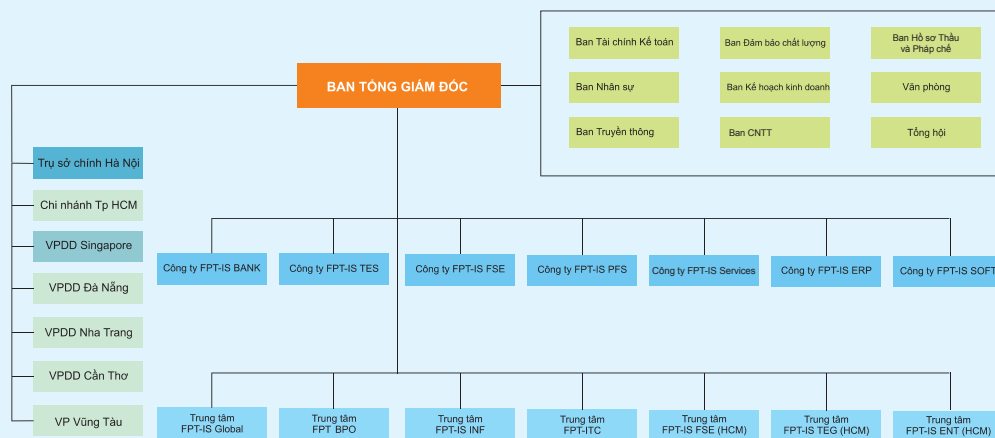 Ban Tài chính Kế toán
Ban Đảm bảo chất lượng
Ban Hồ sơ Thầu
và Pháp chế
BAN TỔNG GIÁM ĐỐC
Ban Nhân sự
Ban Kế hoạch kinh doanh
Văn phòng
Ban Truyền thông
Ban CNTT
Tổng hội
Trụ sở chính Hà Nội
Chi nhánh Tp HCM
VPDD Singapore
VPDD Đà Nẵng
VPDD Nha Trang
VPDD Cần Thơ
VP Vũng Tàu
Công ty FPT-IS BANK
Công ty FPT-IS TES
Công ty FPT-IS FSE
Công ty FPT-IS PFS
Công ty FPT-IS Services
Công ty FPT-IS ERP
Công ty FPT-IS SOFT
Trung tâm
FPT-IS Global
Trung tâm
FPT BPO
Trung tâm
FPT-IS INF
Trung tâm
FPT-ITC
Trung tâm
FPT-IS FSE (HCM)
Trung tâm
FPT-IS TEG (HCM)
Trung tâm
FPT-IS ENT (HCM)